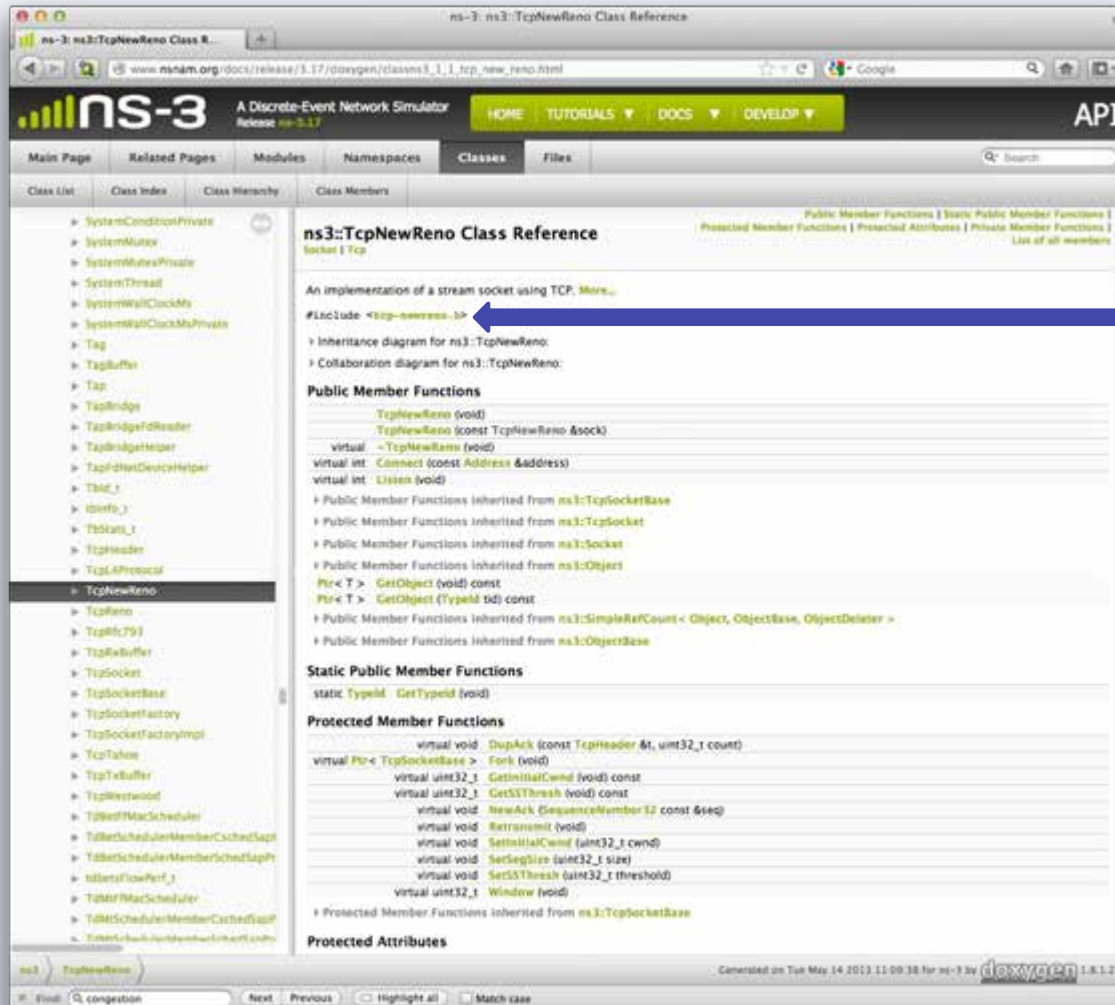 ns-3: ns3::TcpNewReno Class Reference
ns-3: ns3::TcpNewReno Class R...
www.nsnam.org/docs/release/3.17/doxygen/classns3_1_1_tcp_new_reno.html
Google
ns-3
A Discrete-Event Network Simulator
Release ns-3.17
HOME TUTORIALS DOCS DEVELOP
API
Main Page Related Pages Modules Namespaces Classes Files
Search
Class List Class Index Class Hierarchy Class Members
SystemConditionPrivate
SystemMutex
SystemMutexPrivate
SystemThread
SystemWallClockMs
SystemWallClockMsPrivate
Tag
TagBuffer
Tap
TapBridge
TapBridgeFdReader
TapBridgeHelper
TapFdNetDeviceHelper
Tbid_t
tbInfo_t
TbStats_t
TcpHeader
TcpL4Protocol
TcpNewReno
TcpReno
TcpRfc793
TcpRxBuffer
TcpSocket
TcpSocketBase
TcpSocketFactory
TcpSocketFactoryImpl
TcpTahoe
TcpTxBuffer
TcpWestwood
TdBetFfMacScheduler
TdBetSchedulerMemberCschedSapP
TdBetSchedulerMemberSchedSapPr
tdbetsFlowPerf_t
TdMtFfMacScheduler
TdMtSchedulerMemberCschedSapP
TdMtSchedulerMemberSchedSapPr
Public Member Functions | Static Public Member Functions |
Protected Member Functions | Protected Attributes | Private Member Functions |
List of all members
ns3::TcpNewReno Class Reference
Socket | Tcp
An implementation of a stream socket using TCP. More...
#include <tcp-newreno.h>
Inheritance diagram for ns3::TcpNewReno:
Collaboration diagram for ns3::TcpNewReno:
Public Member Functions
TcpNewReno (void)
TcpNewReno (const TcpNewReno &sock)
virtual ~TcpNewReno (void)
virtual int Connect (const Address &address)
virtual int Listen (void)
Public Member Functions inherited from ns3::TcpSocketBase
Public Member Functions inherited from ns3::TcpSocket
Public Member Functions inherited from ns3::Socket
Public Member Functions inherited from ns3::Object
Ptr< T > GetObject (void) const
Ptr< T > GetObject (TypeId tid) const
Public Member Functions inherited from ns3::SimpleRefCount< Object, ObjectBase, ObjectDeleter >
Public Member Functions inherited from ns3::ObjectBase
Static Public Member Functions
static TypeId GetTypeId (void)
Protected Member Functions
virtual void DupAck (const TcpHeader &t, uint32_t count)
virtual Ptr< TcpSocketBase > Fork (void)
virtual uint32_t GetInitialCwnd (void) const
virtual uint32_t GetSSThresh (void) const
virtual void NewAck (SequenceNumber32 const &seq)
virtual void Retransmit (void)
virtual void SetInitialCwnd (uint32_t cwnd)
virtual void SetSegSize (uint32_t size)
virtual void SetSSThresh (uint32_t threshold)
virtual uint32_t Window (void)
Protected Member Functions inherited from ns3::TcpSocketBase
Protected Attributes
ns3 TcpNewReno
Generated on Tue May 14 2013 11:09:38 for ns-3 by doxygen 1.8.1.2
Find: congestion Next Previous Highlight all Match case